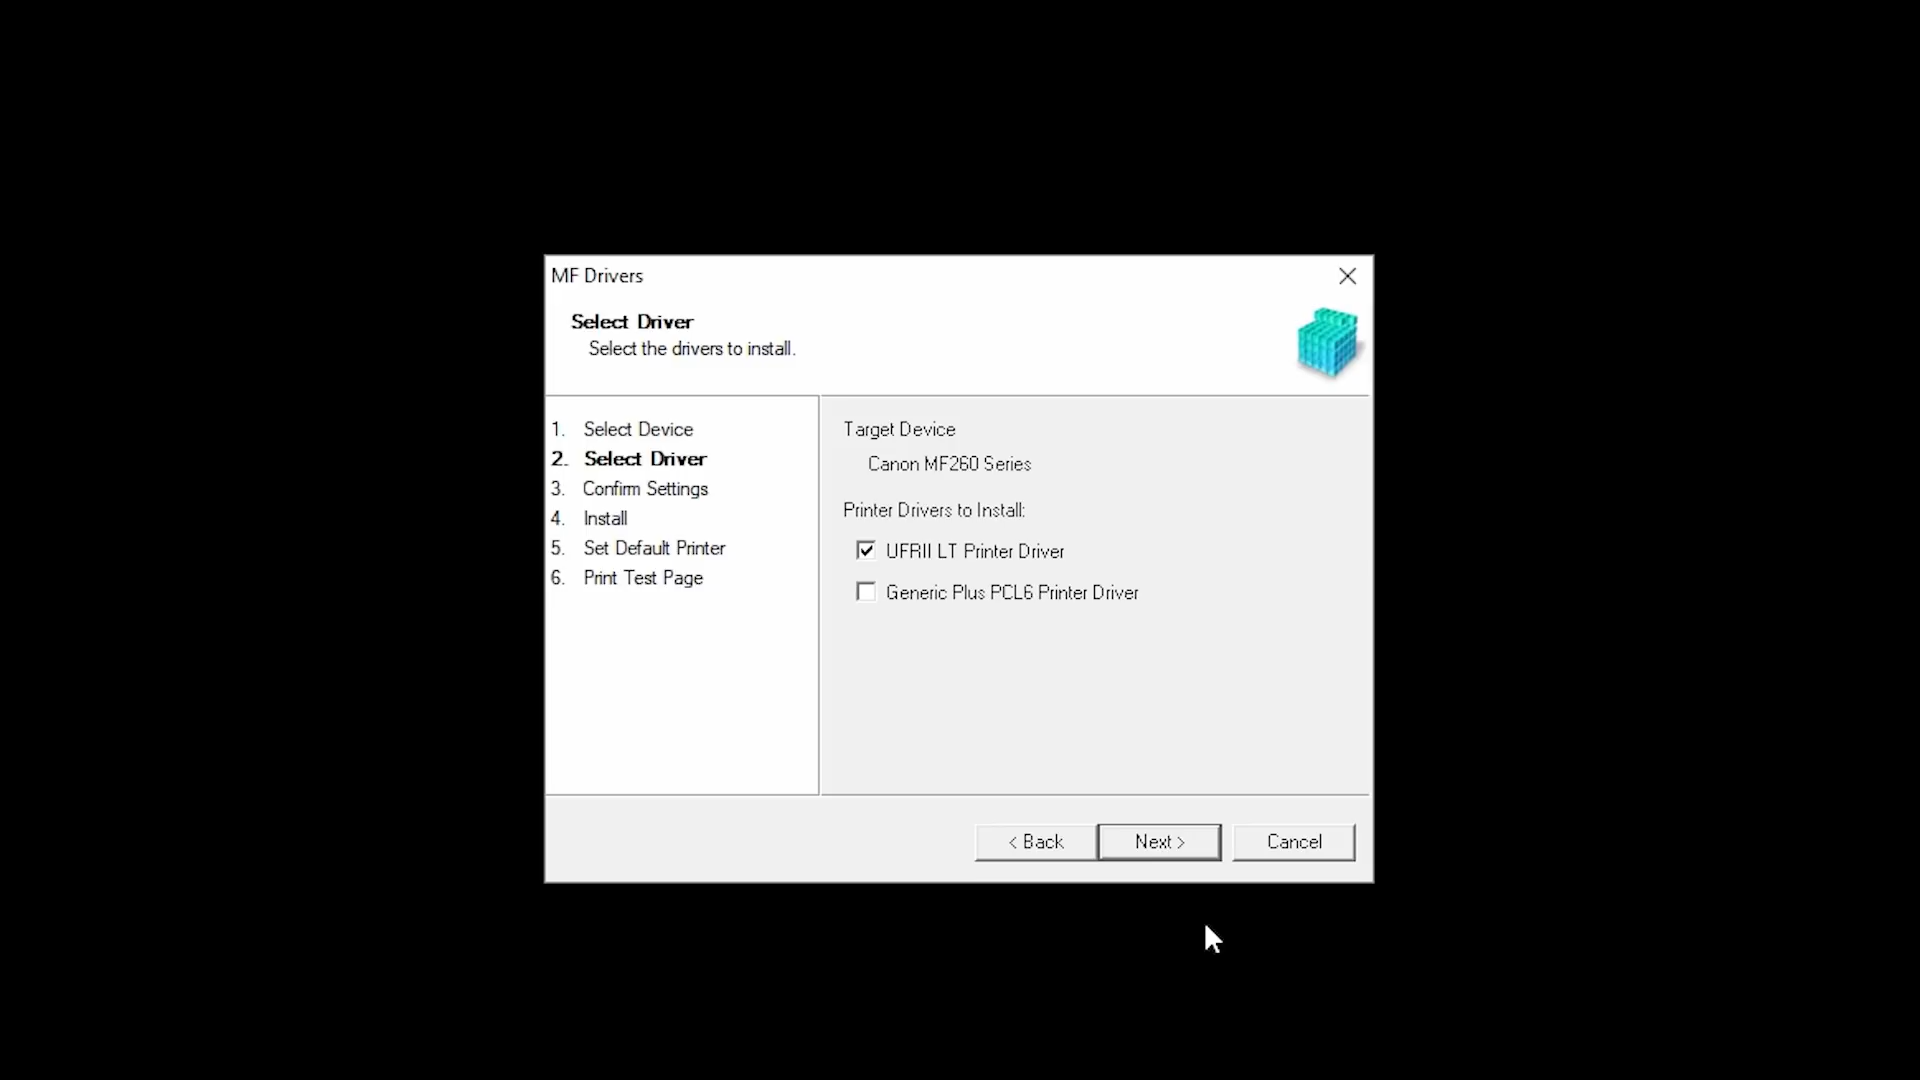 MF Drivers
Select Driver
Select the drivers to install.
1. Select Device
2. Select Driver
3. Confirm Settings
4. Install
5. Set Default Printer
6. Print Test Page
Target Device
Canon MF260 Series
Printer Drivers to Install:
UFRII LT Printer Driver
Generic Plus PCL6 Printer Driver
< Back
Next >
Cancel